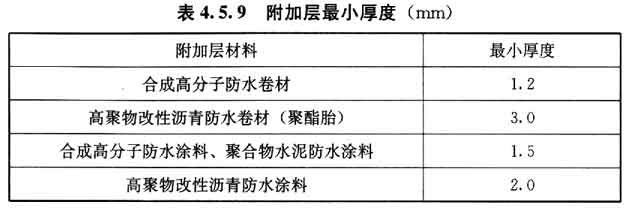 表 4.5.9 附加层最小厚度（mm）
附加层材料 最小厚度
合成高分子防水卷材 1.2
高聚物改性沥青防水卷材（聚酯胎） 3.0
合成高分子防水涂料、聚合物水泥防水涂料 1.5
高聚物改性沥青防水涂料 2.0